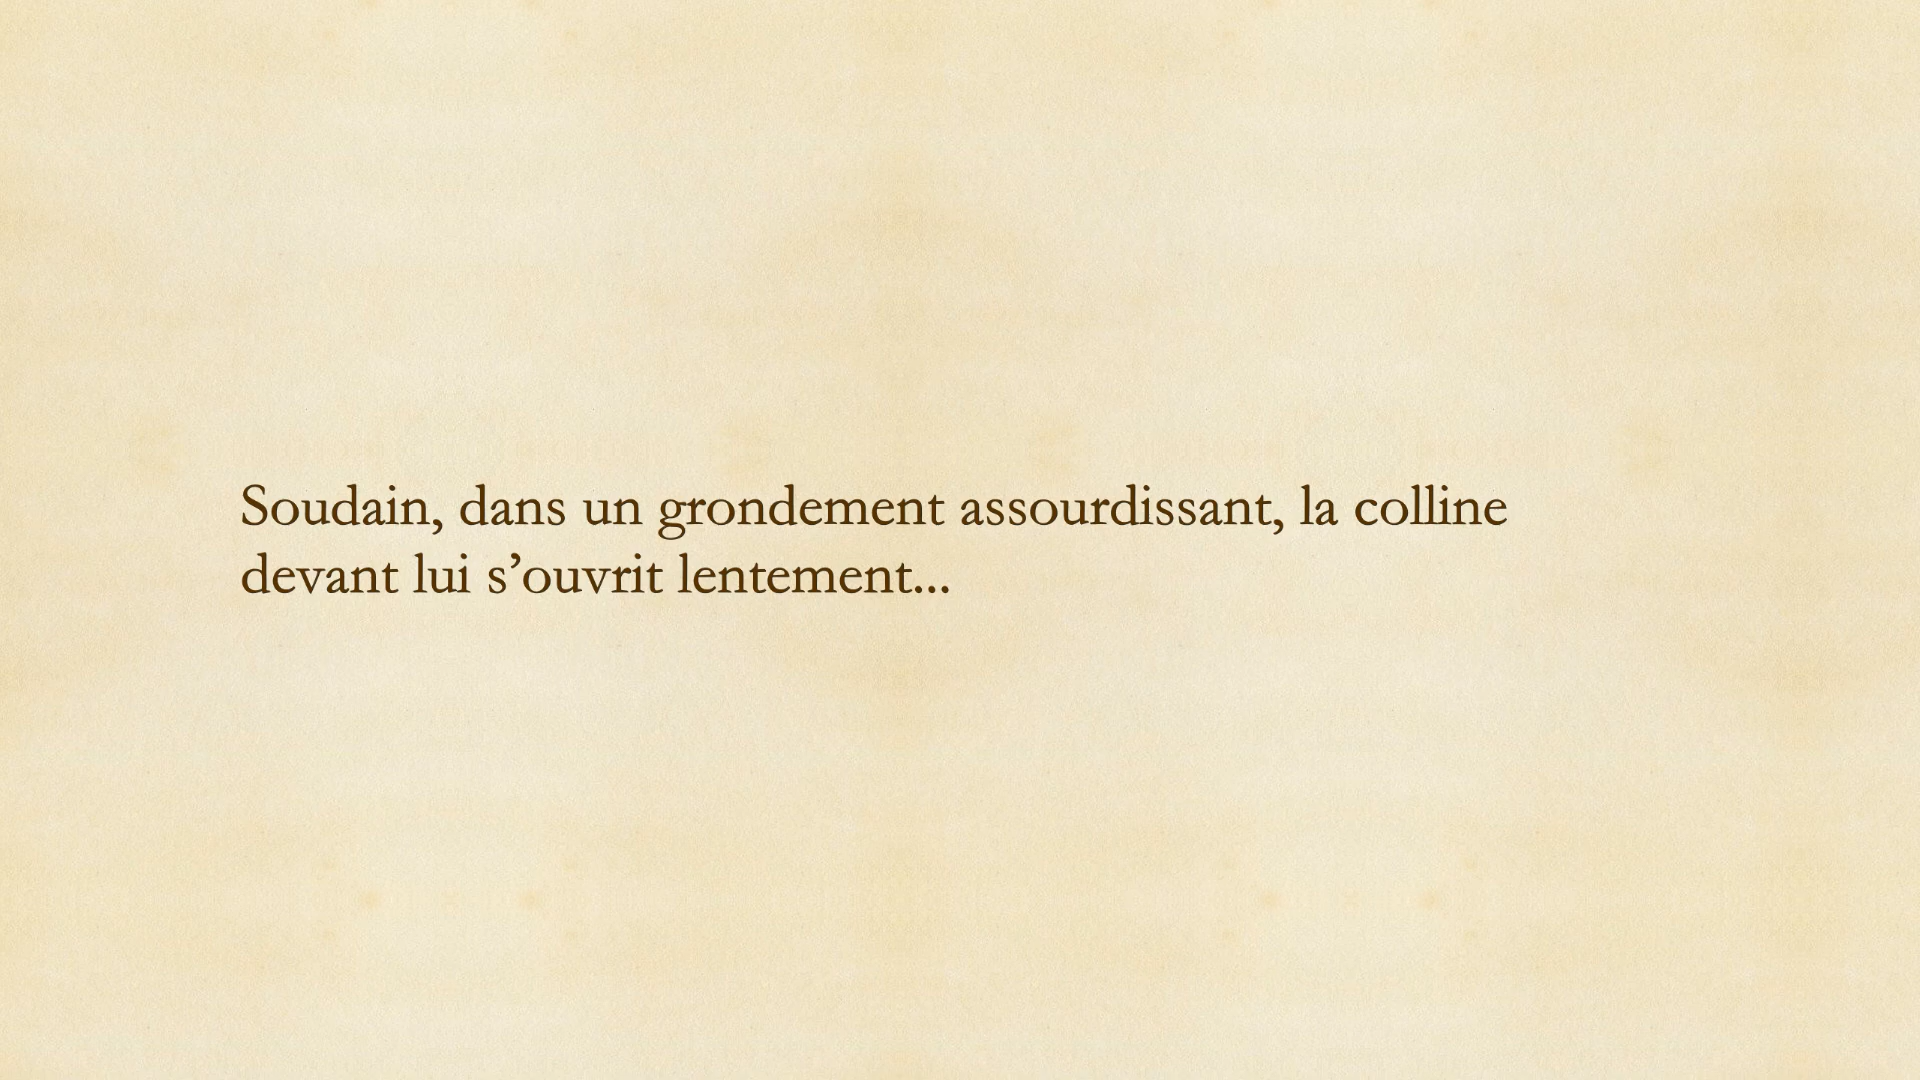 Soudain, dans un grondement assourdissant, la colline
devant lui s’ouvrit lentement...